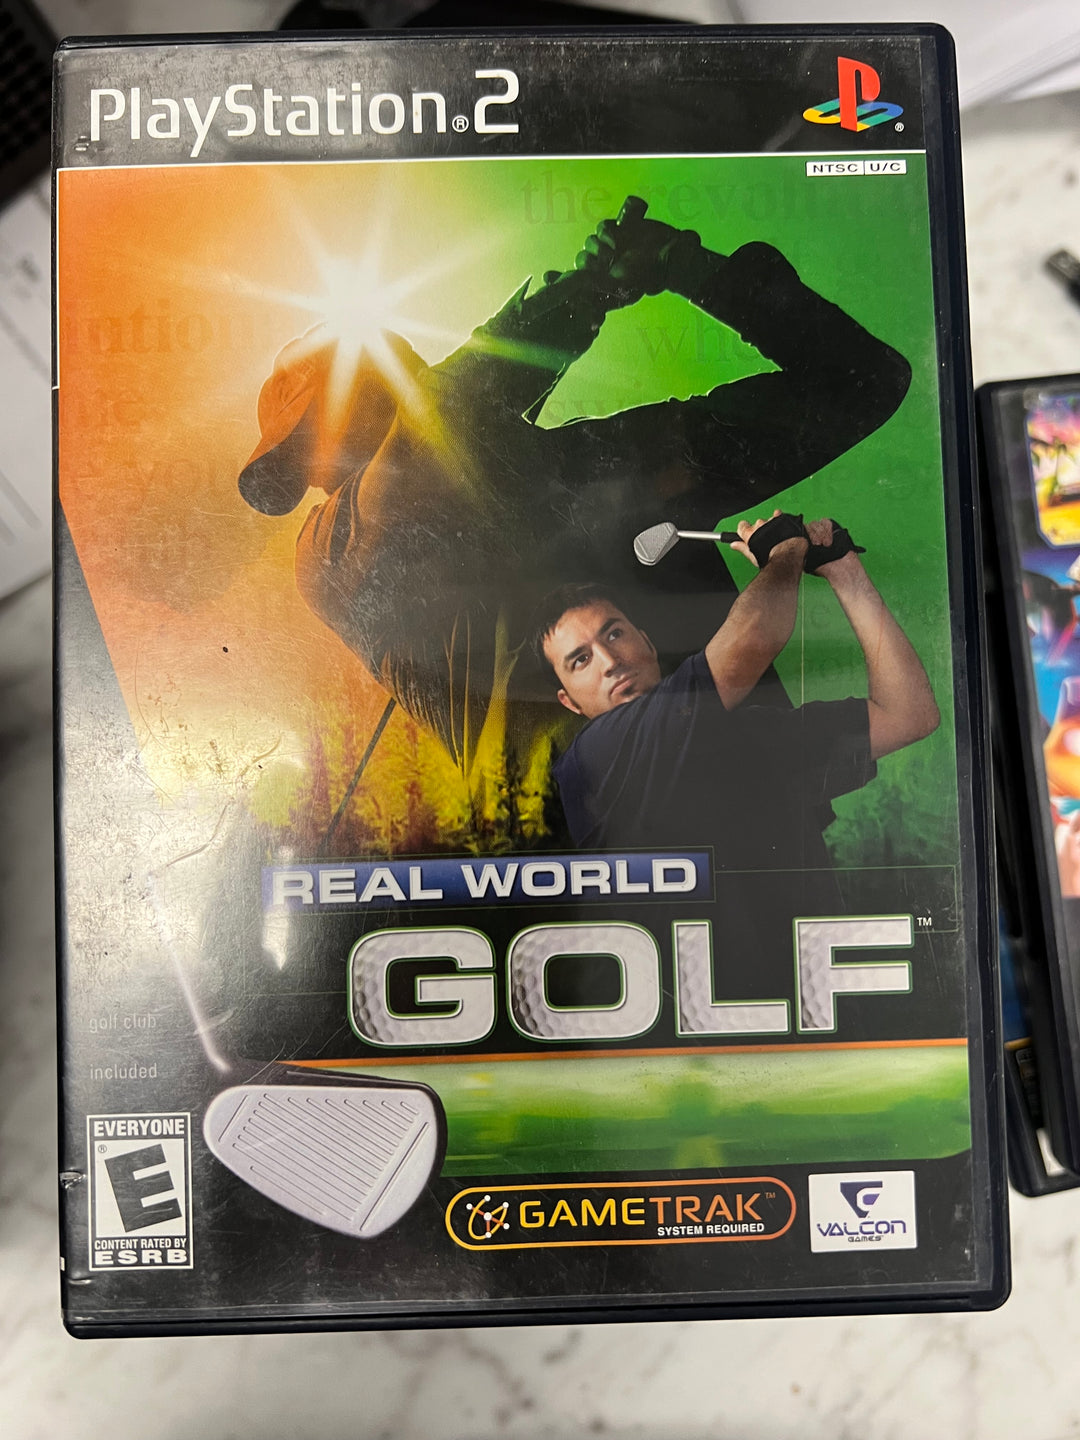 PlayStation®2
NTSC U/C
the
REAL WORLD
GOLF™
golf club
included
EVERYONE
E
®
CONTENT RATED BY
ESRB
GAMETRAK™
SYSTEM REQUIRED
VALCON
GAMES